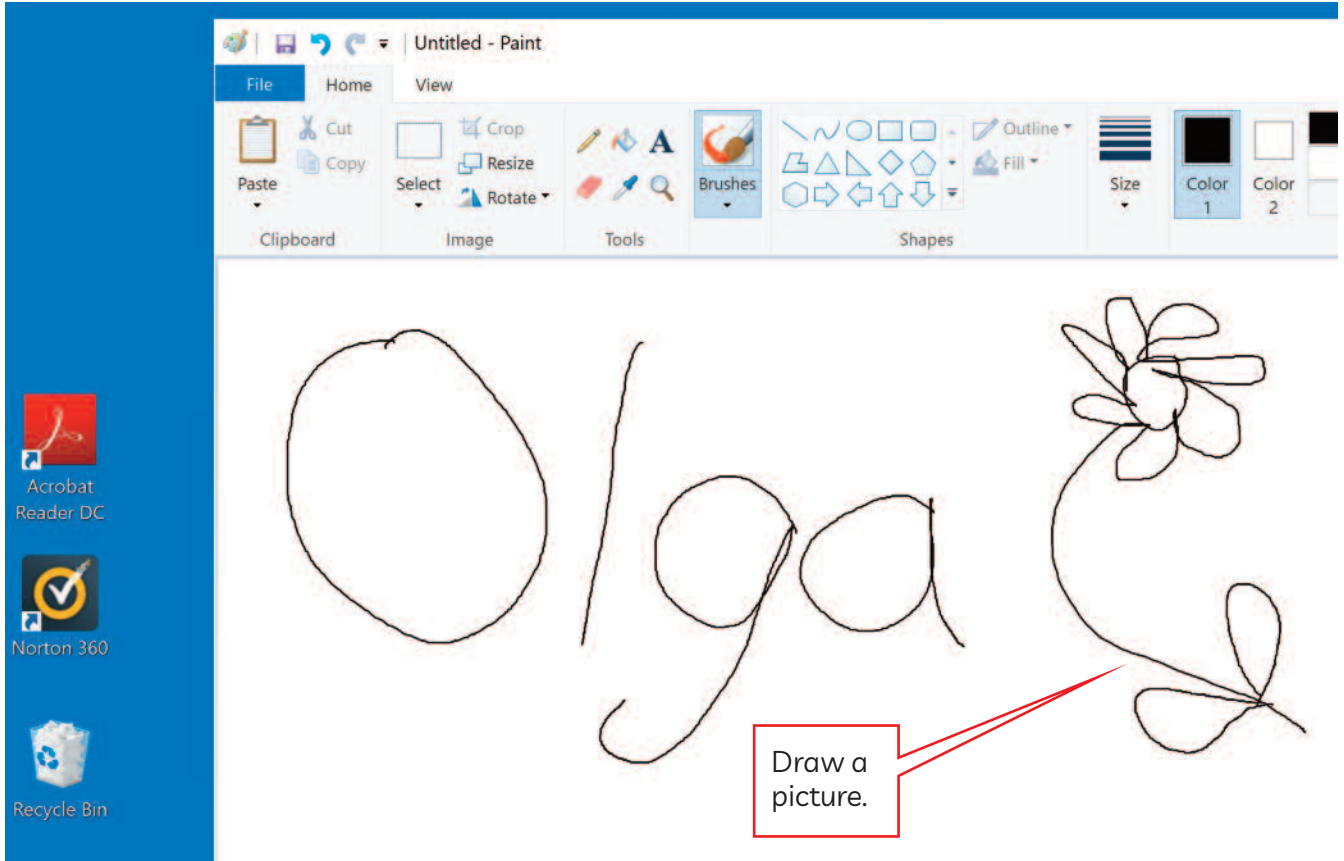 Untitled - Paint
File Home View
Paste
Cut
Copy
Clipboard
Select
Crop
Resize
Rotate
Image
A
Tools
Brushes
Outline
Fill
Shapes
Size
Color
1
Color
2
Olga
Draw a
picture.
Acrobat
Reader DC
Norton 360
Recycle Bin